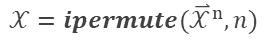 𝒳 = ipermute(𝒳⃗ⁿ, n)